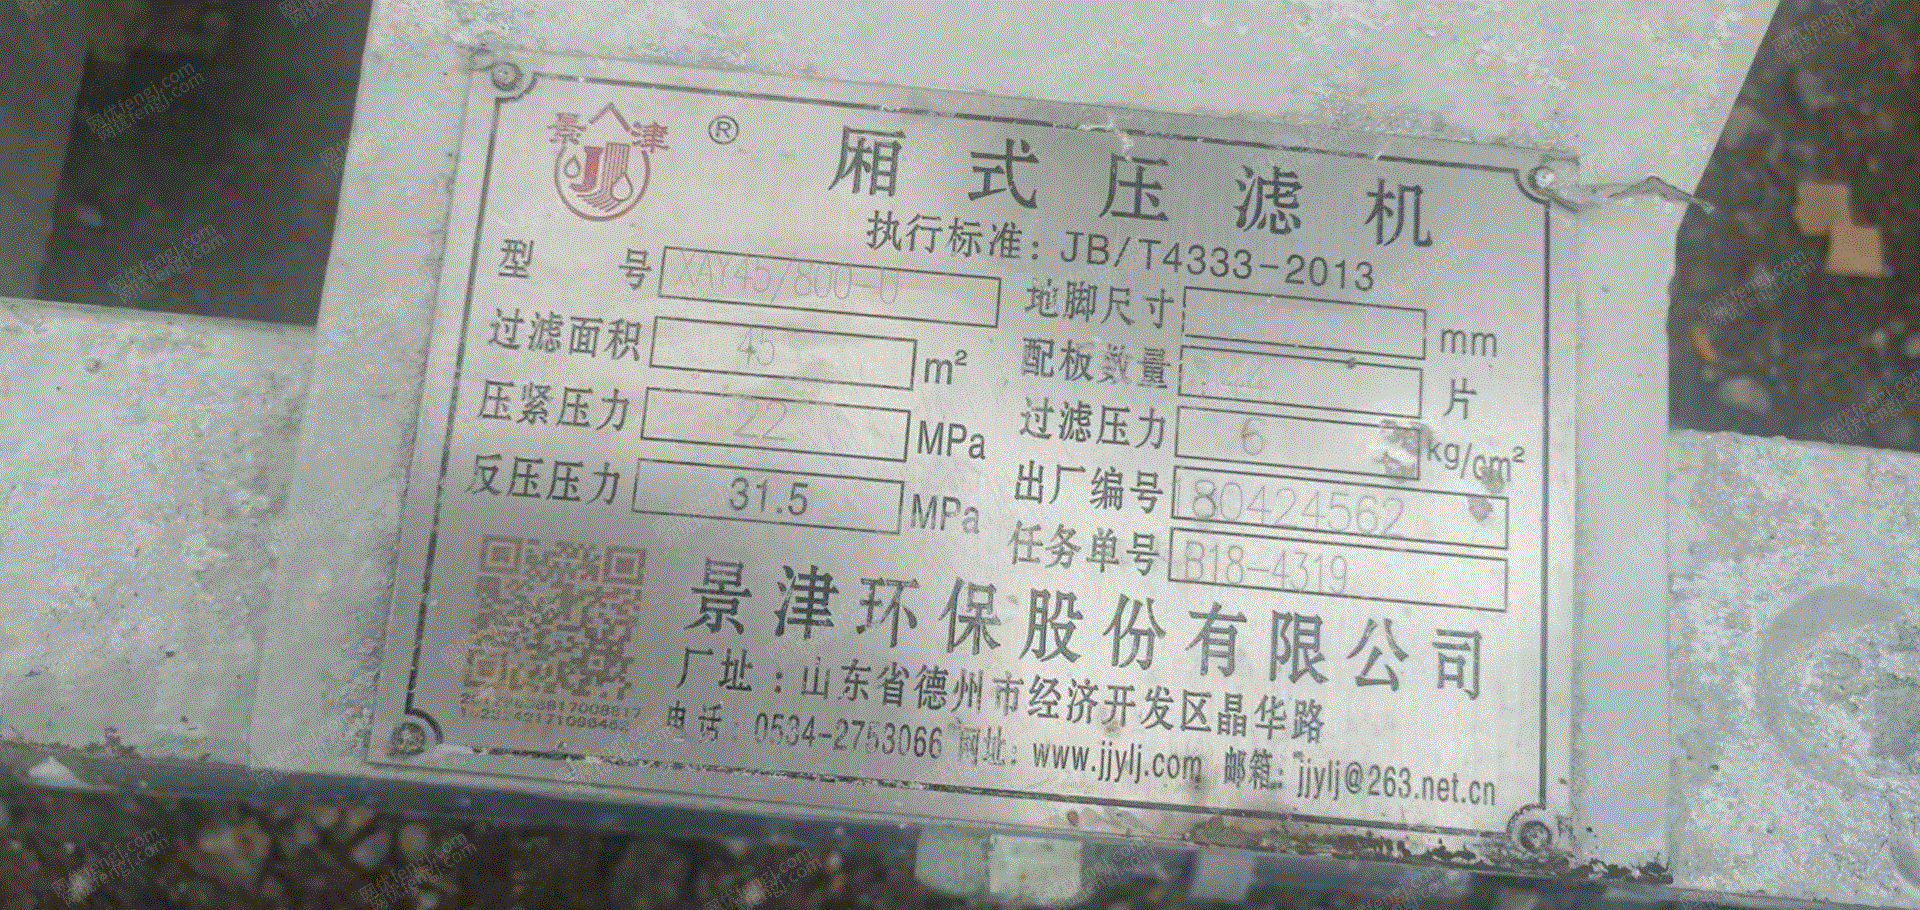 景津 ®
厢式压滤机
执行标准：JB/T4333-2013
型号 XAY45/800-U
过滤面积 45 m²
压紧压力 22 MPa
反压压力 31.5 MPa
地脚尺寸 mm
配板数量 片
过滤压力 6 kg/cm²
出厂编号 180424562
任务单号 B18-4319
景津环保股份有限公司
厂址：山东省德州市经济开发区晶华路
电话：0534-2753066 网址：www.jjylj.com 邮箱：jjylj@263.net.cn